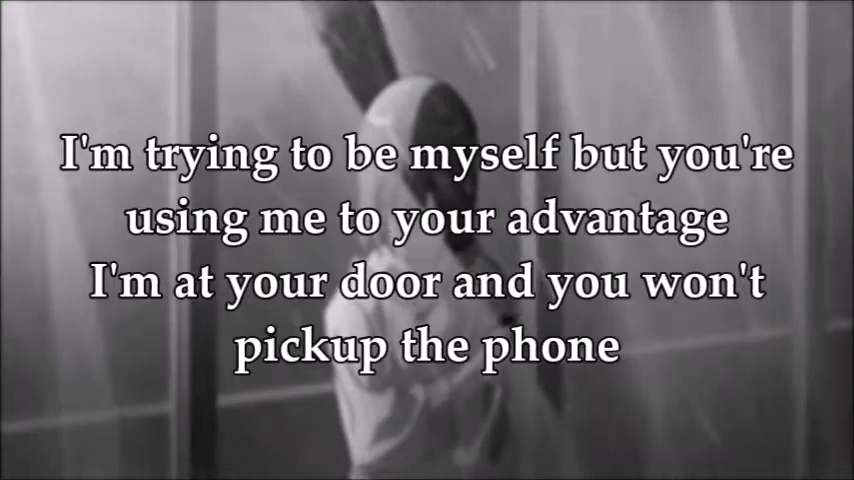 I'm trying to be myself but you're
using me to your advantage
I'm at your door and you won't
pickup the phone